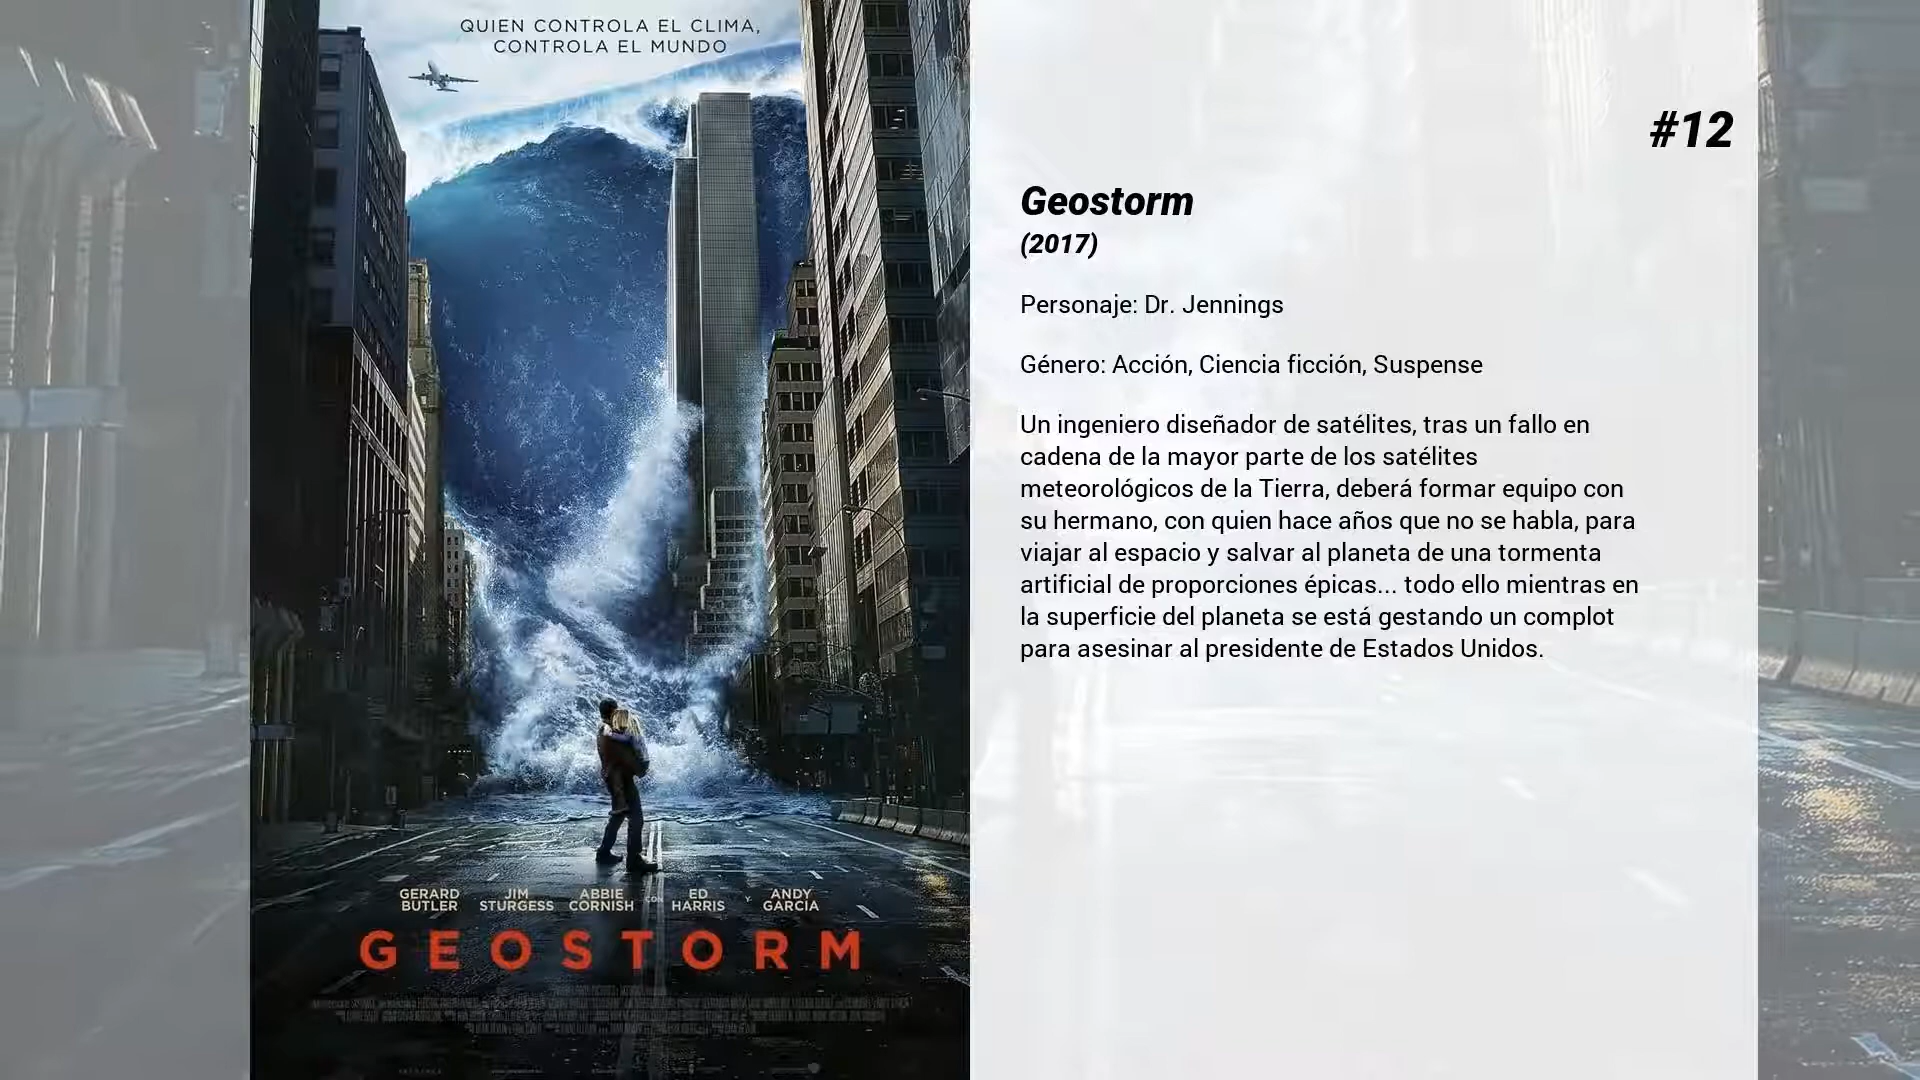 QUIEN CONTROLA EL CLIMA,
CONTROLA EL MUNDO
GERARD BUTLER JIM STURGESS ABBIE CORNISH CON ED HARRIS Y ANDY GARCIA
GEOSTORM
#12
Geostorm
(2017)
Personaje: Dr. Jennings
Género: Acción, Ciencia ficción, Suspense
Un ingeniero diseñador de satélites, tras un fallo en
cadena de la mayor parte de los satélites
meteorológicos de la Tierra, deberá formar equipo con
su hermano, con quien hace años que no se habla, para
viajar al espacio y salvar al planeta de una tormenta
artificial de proporciones épicas... todo ello mientras en
la superficie del planeta se está gestando un complot
para asesinar al presidente de Estados Unidos.